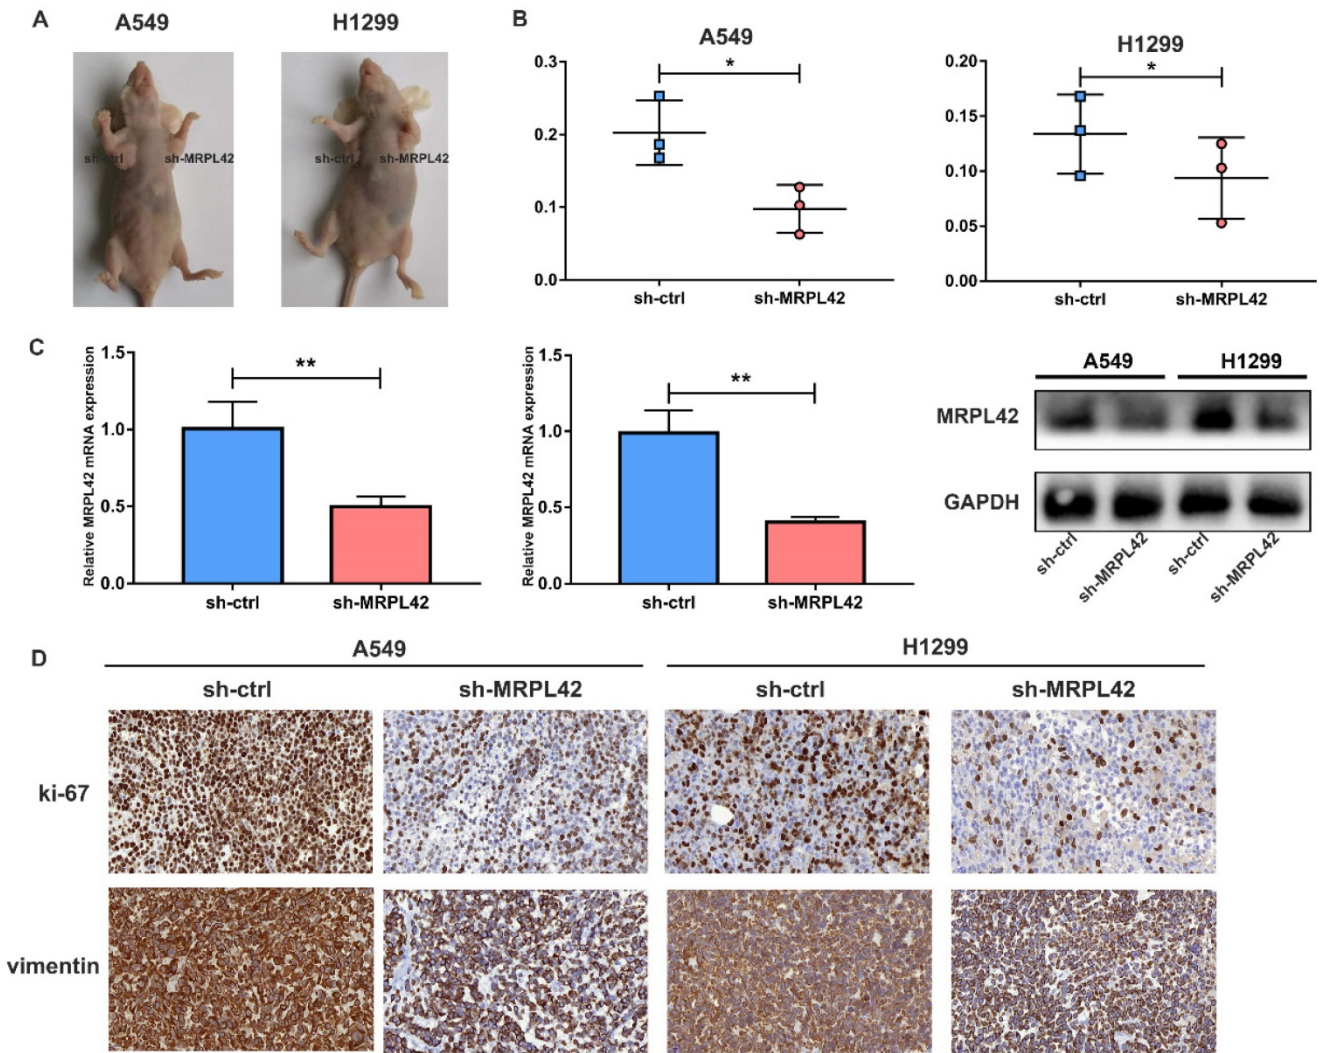 A
A549
H1299
sh-ctrl
sh-MRPL42
sh-ctrl
sh-MRPL42
B
A549
0.3
0.2
0.1
0.0
*
sh-ctrl
sh-MRPL42
H1299
0.20
0.15
0.10
0.05
0.00
*
sh-ctrl
sh-MRPL42
C
Relative MRPL42 mRNA expression
1.5
1.0
0.5
0.0
**
sh-ctrl
sh-MRPL42
Relative MRPL42 mRNA expression
1.5
1.0
0.5
0.0
**
sh-ctrl
sh-MRPL42
A549
H1299
MRPL42
GAPDH
sh-ctrl
sh-MRPL42
sh-ctrl
sh-MRPL42
D
A549
H1299
sh-ctrl
sh-MRPL42
sh-ctrl
sh-MRPL42
ki-67
vimentin